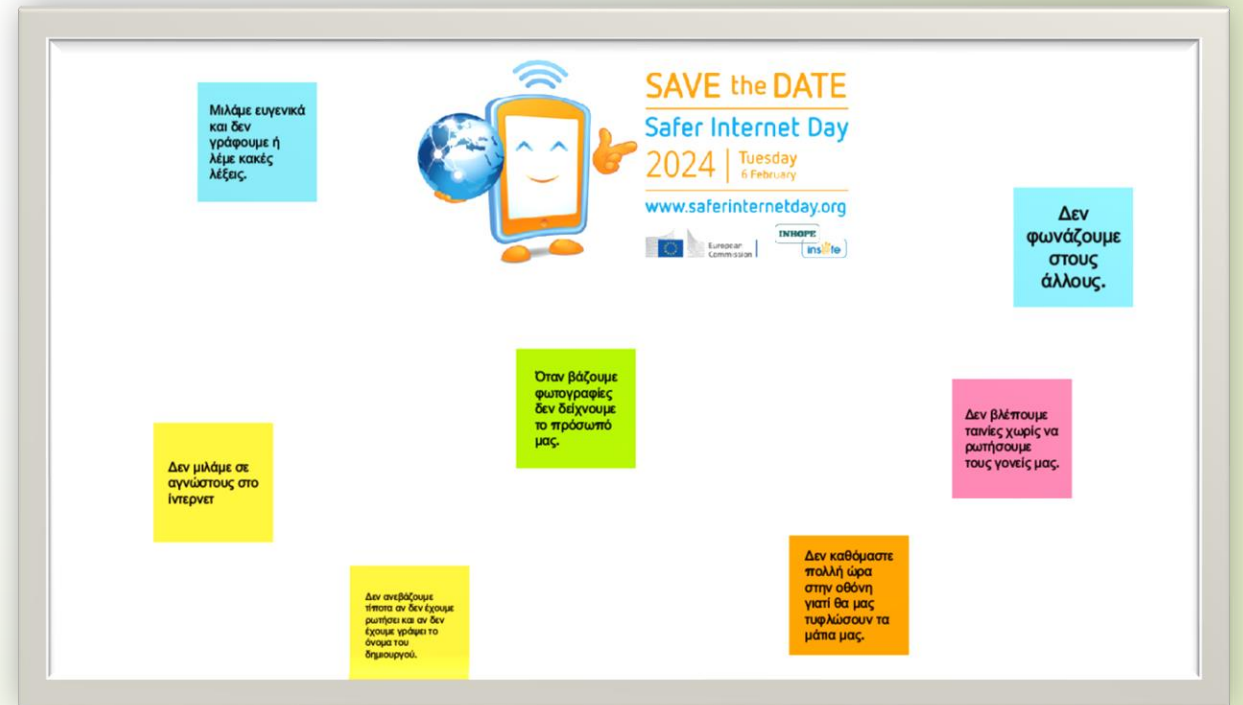 Μιλάμε ευγενικά
και δεν
γράφουμε ή
λέμε κακές
λέξεις.
SAVE the DATE
Safer Internet Day
2024 | Tuesday
6 February
www.saferinternetday.org
European
Commission
INHOPE
insafe
Δεν
φωνάζουμε
στους
άλλους.
Όταν βάζουμε
φωτογραφίες
δεν δείχνουμε
το πρόσωπό
μας.
Δεν βλέπουμε
ταινίες χωρίς να
ρωτήσουμε
τους γονείς μας.
Δεν μιλάμε σε
αγνώστους στο
ίντερνετ
Δεν καθόμαστε
πολλή ώρα
στην οθόνη
γιατί θα μας
τυφλώσουν τα
μάτια μας.
Δεν ανεβάζουμε
τίποτα αν δεν έχουμε
ρωτήσει και αν δεν
έχουμε γράψει το
όνομα του
δημιουργού.